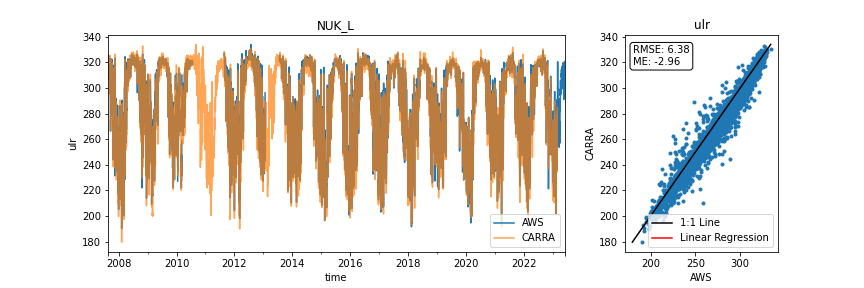 NUK_L
ulr
340
320
300
280
260
240
220
200
180
2008
2010
2012
2014
2016
2018
2020
2022
time
AWS
CARRA
ulr
CARRA
340
320
300
280
260
240
220
200
180
RMSE: 6.38
ME: -2.96
1:1 Line
Linear Regression
200
250
300
AWS